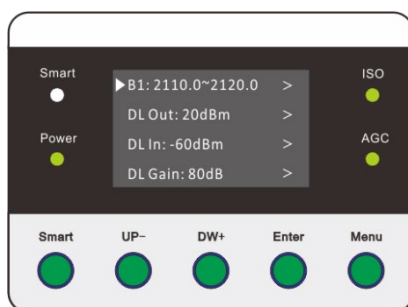 Smart
ISO
B1: 2110.0~2120.0 >
DL Out: 20dBm >
Power
AGC
DL In: -60dBm >
DL Gain: 80dB >
Smart UP- DW+ Enter Menu